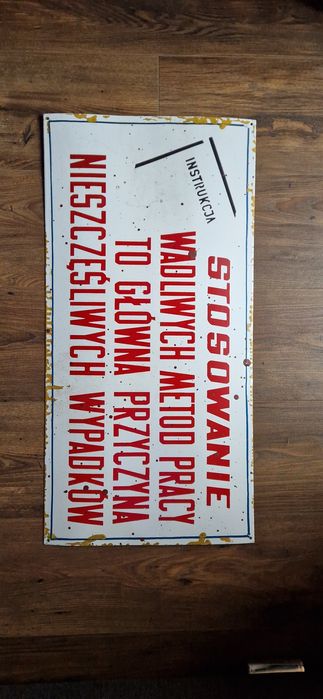 INSTRUKCJA
STOSOWANIE
WADLIWYCH METOD PRACY
TO GŁÓWNA PRZYCZYNA
NIESZCZĘŚLIWYCH WYPADKÓW